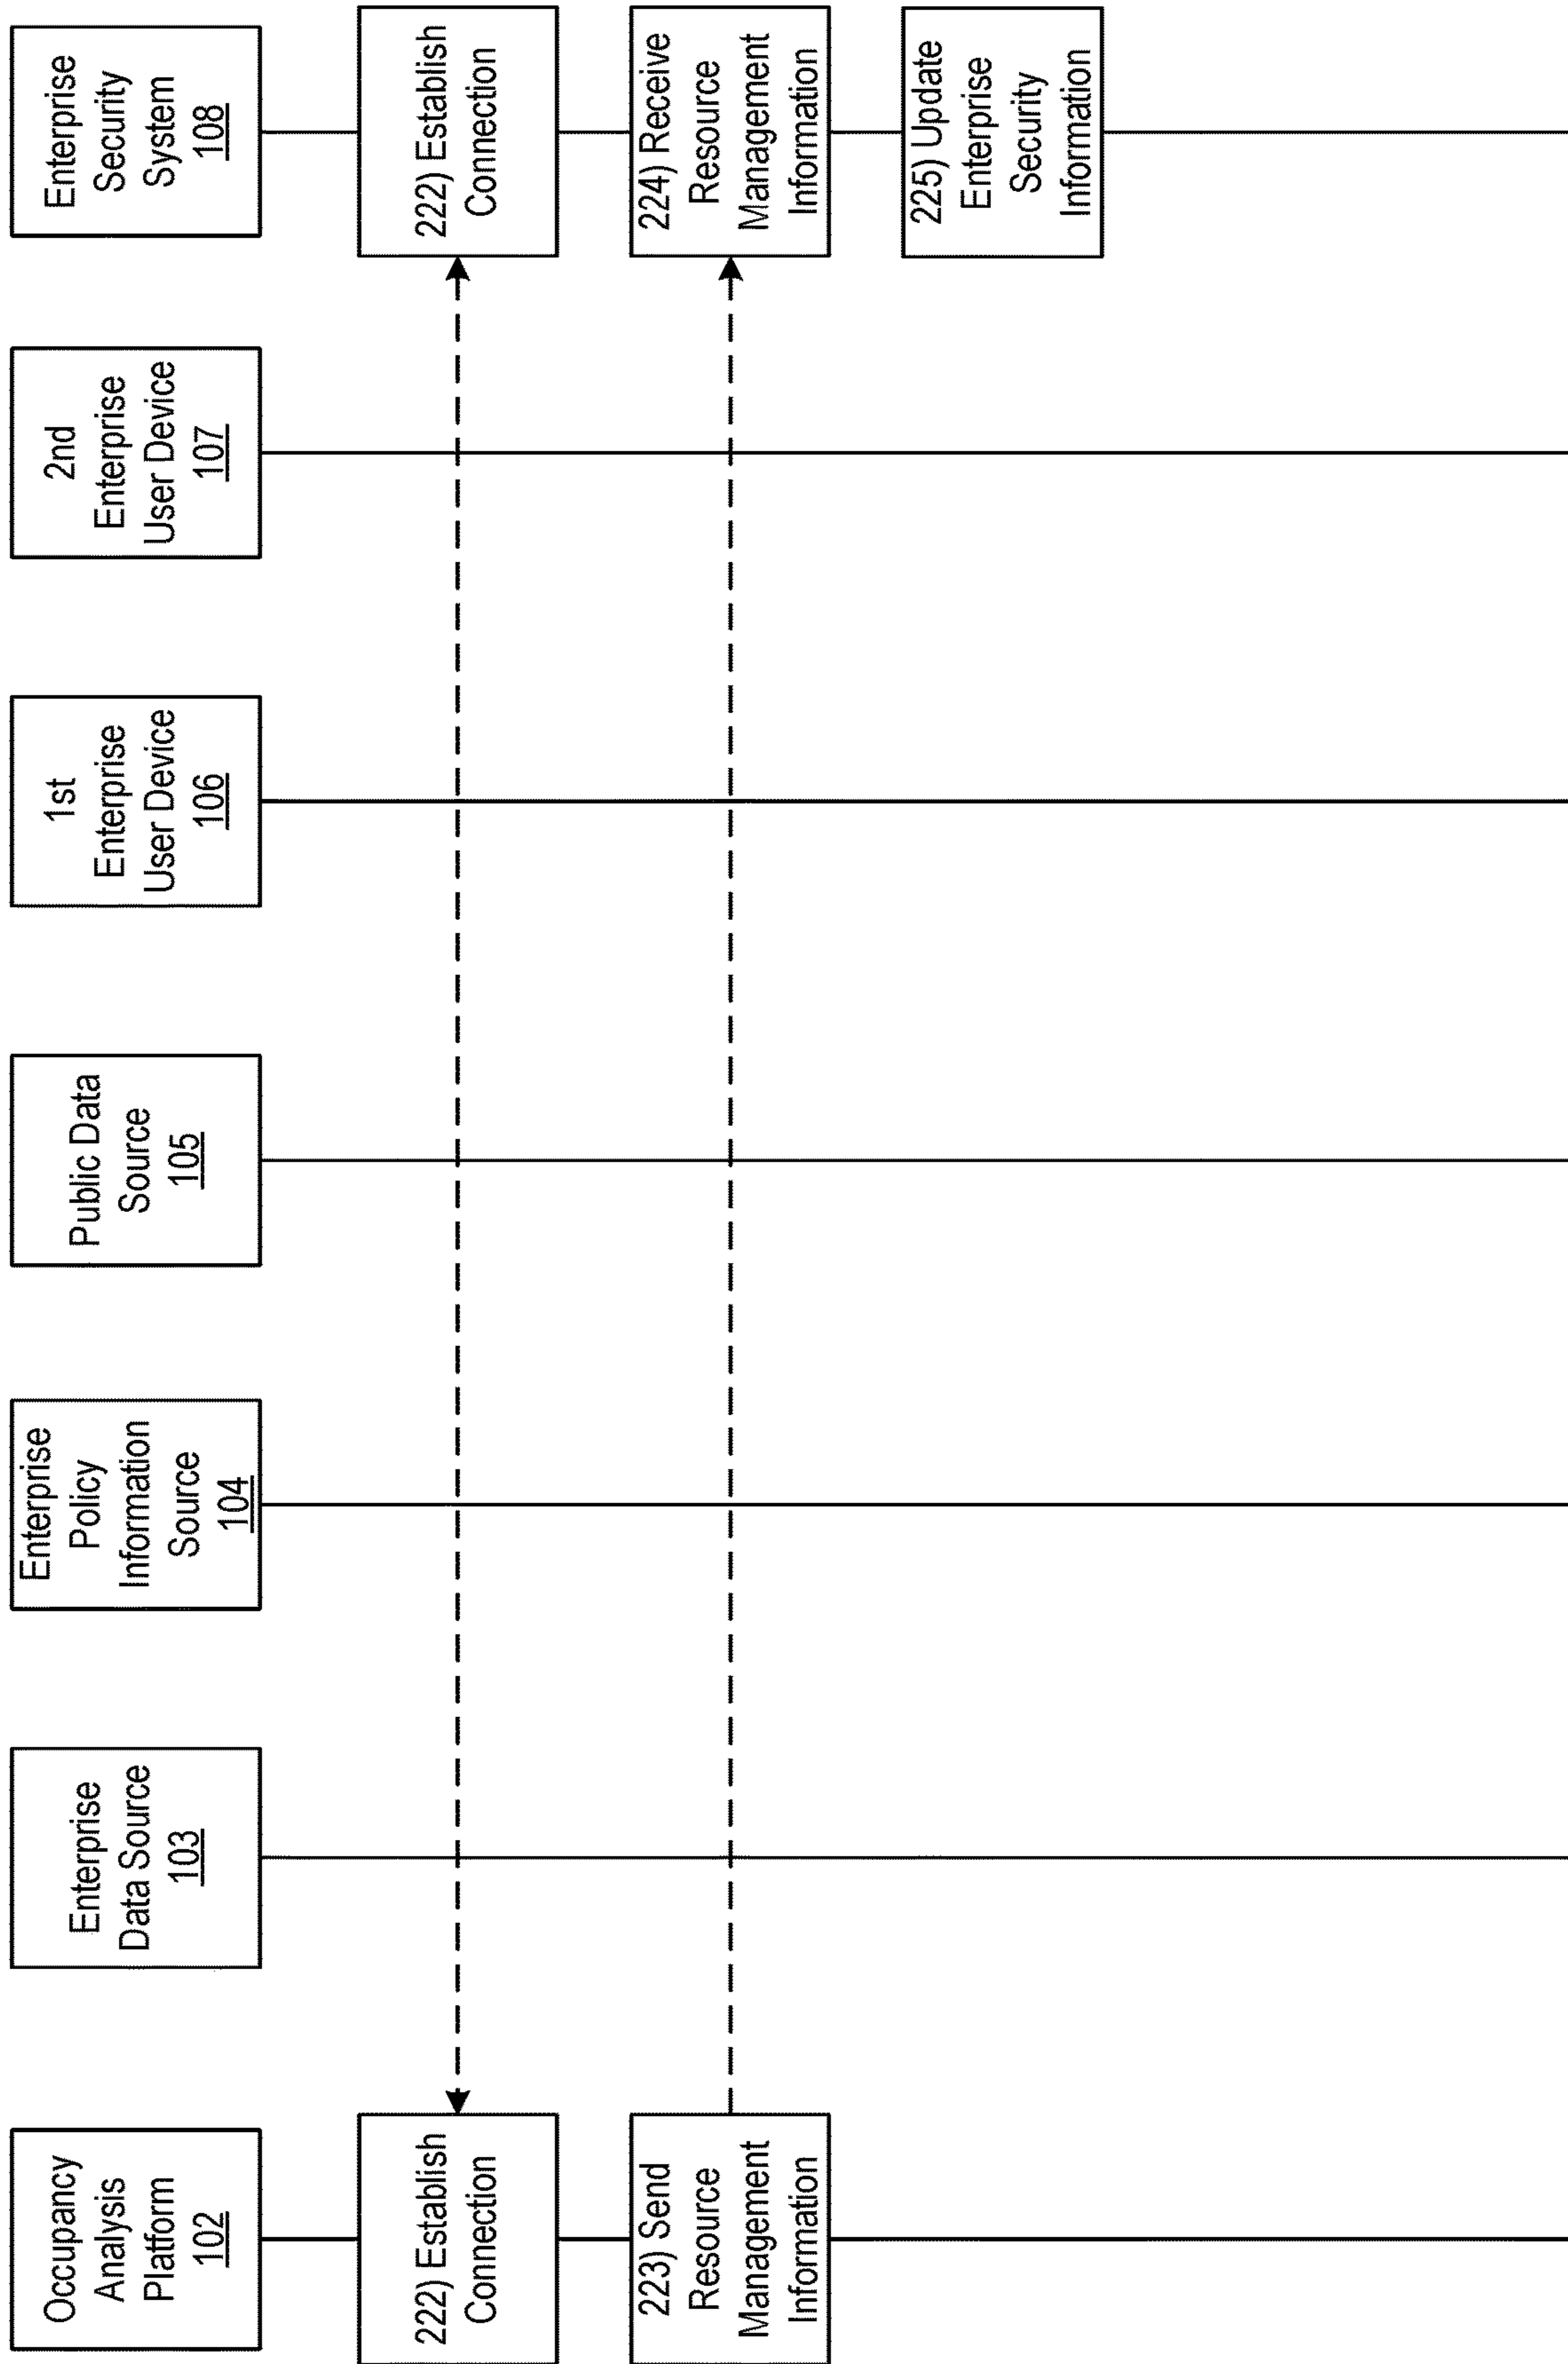 Occupancy
Analysis
Platform
102
Enterprise
Data Source
103
Enterprise
Policy
Information
Source
104
Public Data
Source
105
1st
Enterprise
User Device
106
2nd
Enterprise
User Device
107
Enterprise
Security
System
108
222) Establish
Connection
222) Establish
Connection
223) Send
Resource
Management
Information
224) Receive
Resource
Management
Information
225) Update
Enterprise
Security
Information